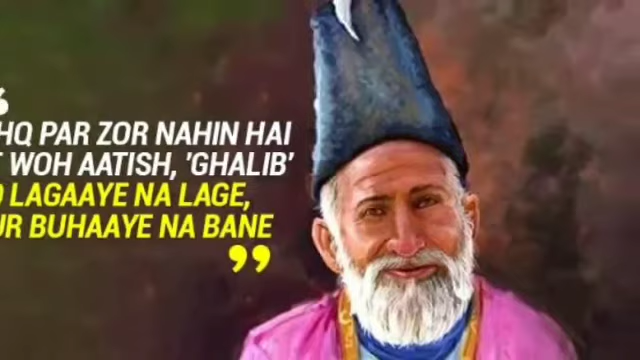 PAR ZOR NAHIN HAI
WOH AATISH, 'GHALIB'
LAGAAYE NA LAGE,
BUHAAYE NA BANE